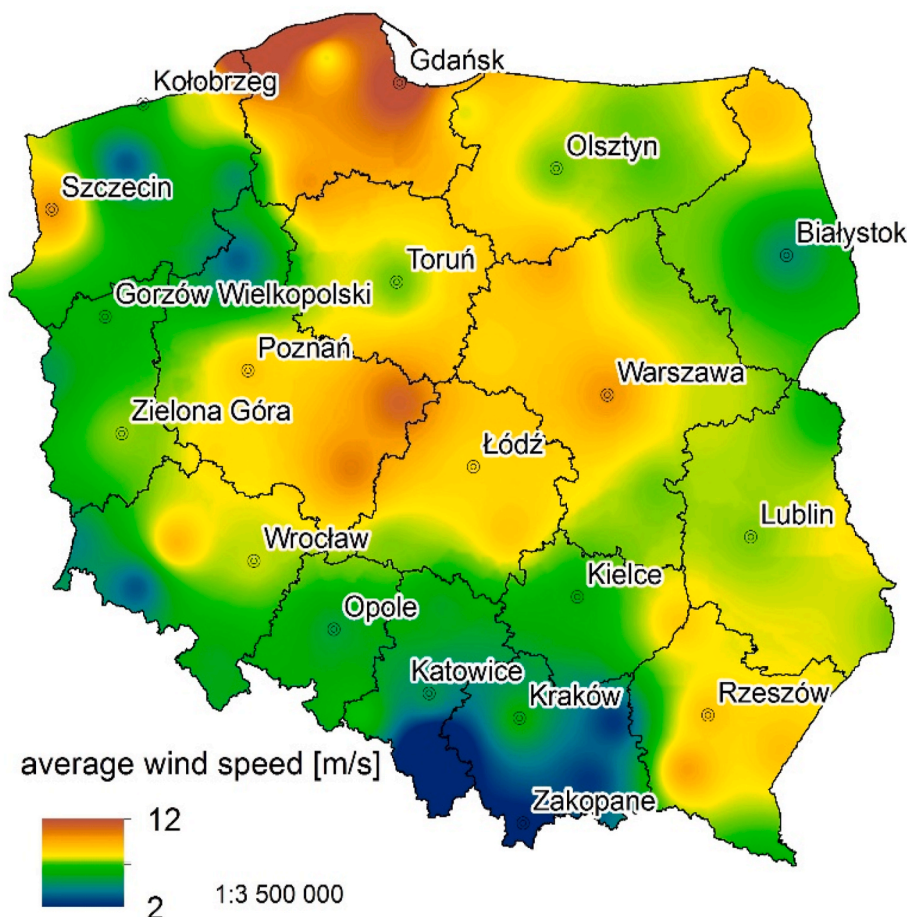 Gdańsk
Kołobrzeg
Olsztyn
Szczecin
Białystok
Toruń
Gorzów Wielkopolski
Poznań
Warszawa
Zielona Góra
Łódź
Lublin
Wrocław
Kielce
Opole
Katowice
Rzeszów
Kraków
average wind speed [m/s]
Zakopane
12
2
1:3 500 000